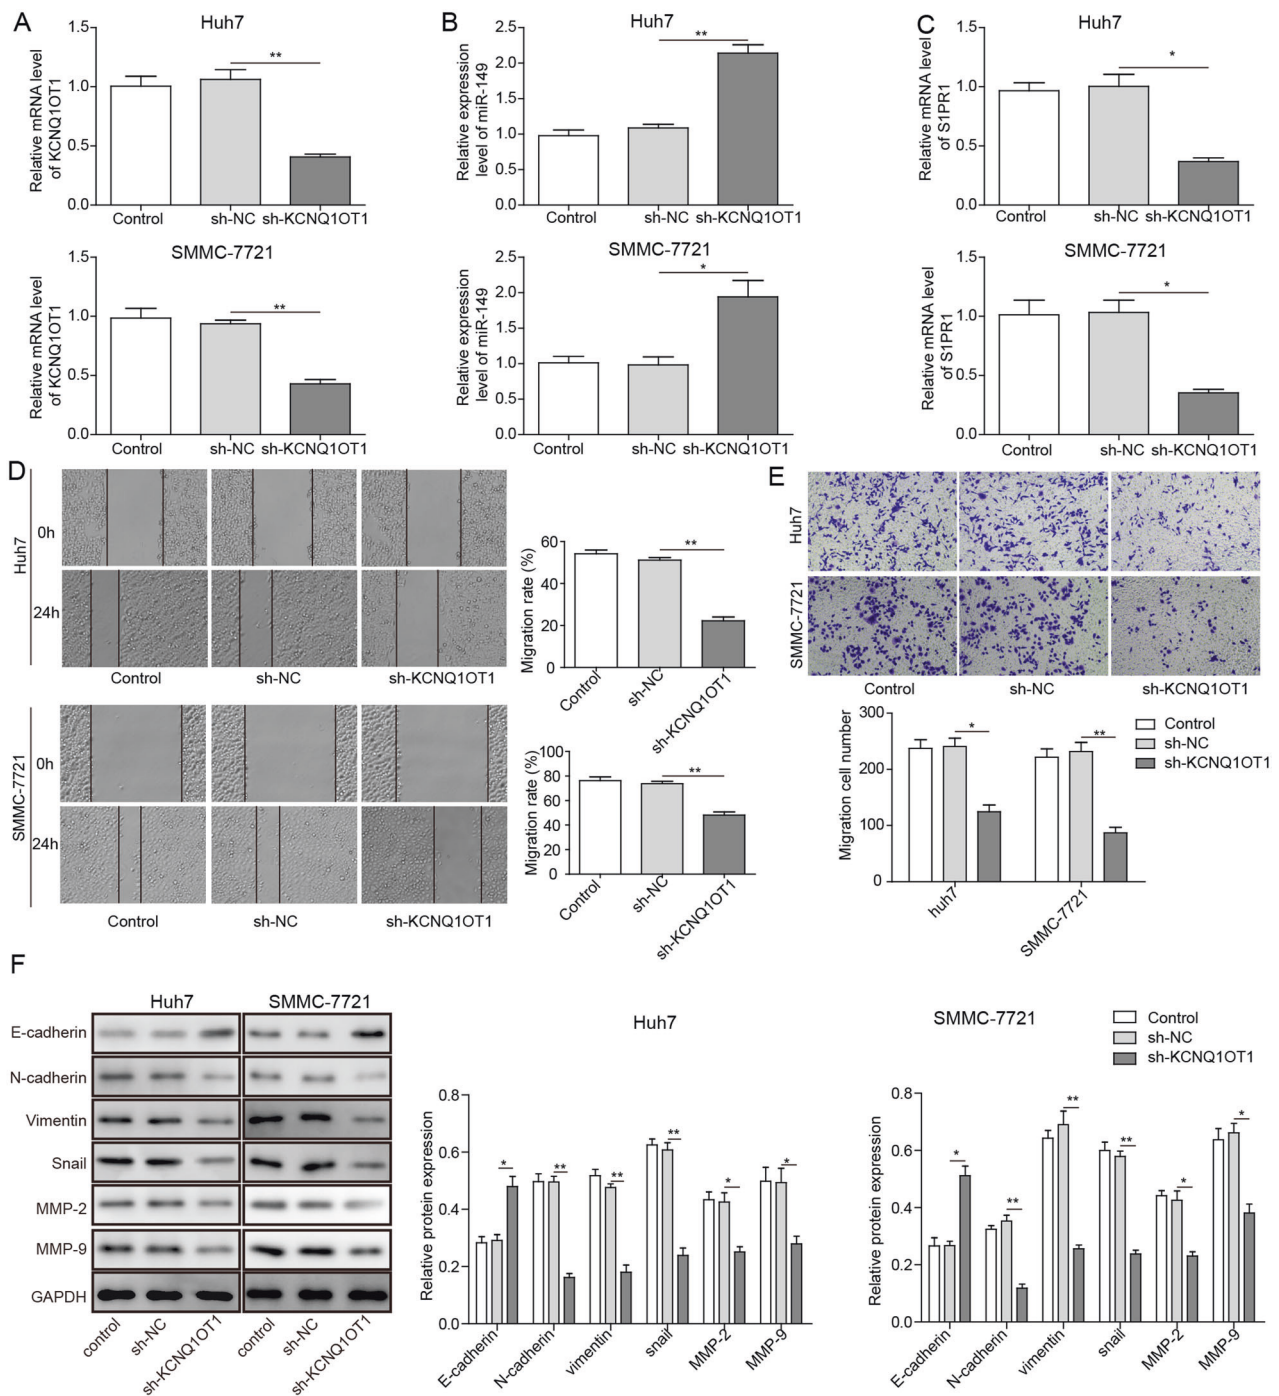 A
Huh7
Relative mRNA level
of KCNQ1OT1
1.5
1.0
0.5
0.0
**
Control
sh-NC
sh-KCNQ1OT1
SMMC-7721
Relative mRNA level
of KCNQ1OT1
1.5
1.0
0.5
0.0
**
Control
sh-NC
sh-KCNQ1OT1
B
Huh7
Relative expression
level of miR-149
2.5
2.0
1.5
1.0
0.5
0.0
**
Control
sh-NC
sh-KCNQ1OT1
SMMC-7721
Relative expression
level of miR-149
2.5
2.0
1.5
1.0
0.5
0.0
*
Control
sh-NC
sh-KCNQ1OT1
C
Huh7
Relative mRNA level
of S1PR1
1.5
1.0
0.5
0.0
*
Control
sh-NC
sh-KCNQ1OT1
SMMC-7721
Relative mRNA level
of S1PR1
1.5
1.0
0.5
0.0
*
Control
sh-NC
sh-KCNQ1OT1
D
Huh7
0h
24h
Control
sh-NC
sh-KCNQ1OT1
Migration rate (%)
60
40
20
0
**
Control
sh-NC
sh-KCNQ1OT1
SMMC-7721
0h
24h
Control
sh-NC
sh-KCNQ1OT1
Migration rate (%)
100
80
60
40
20
0
**
Control
sh-NC
sh-KCNQ1OT1
E
Huh7
SMMC-7721
Control
sh-NC
sh-KCNQ1OT1
Migration cell number
300
200
100
0
*
**
huh7
SMMC-7721
Control
sh-NC
sh-KCNQ1OT1
F
Huh7
SMMC-7721
E-cadherin
N-cadherin
Vimentin
Snail
MMP-2
MMP-9
GAPDH
control
sh-NC
sh-KCNQ1OT1
control
sh-NC
sh-KCNQ1OT1
Huh7
Relative protein expression
0.8
0.6
0.4
0.2
0.0
*
**
**
**
*
*
E-cadherin
N-cadherin
vimentin
snail
MMP-2
MMP-9
SMMC-7721
Relative protein expression
0.8
0.6
0.4
0.2
0.0
*
**
**
**
*
*
E-cadherin
N-cadherin
vimentin
snail
MMP-2
MMP-9
Control
sh-NC
sh-KCNQ1OT1